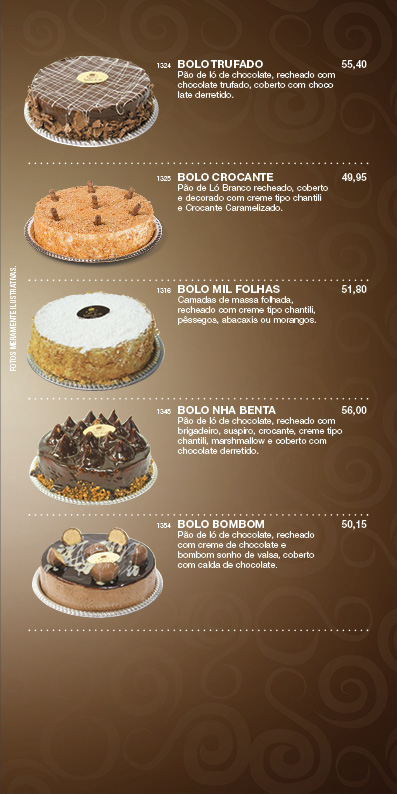 1324 BOLO TRUFADO 55,40
Pão de ló de chocolate, recheado com
chocolate trufado, coberto com choco
late derretido.
1325 BOLO CROCANTE 49,95
Pão de Ló Branco recheado, coberto
e decorado com creme tipo chantili
e Crocante Caramelizado.
1316 BOLO MIL FOLHAS 51,80
Camadas de massa folhada,
recheado com creme tipo chantili,
pêssegos, abacaxis ou morangos.
FOTOS MERAMENTE ILUSTRATIVAS.
1345 BOLO NHA BENTA 56,00
Pão de ló de chocolate, recheado com
brigadeiro, suspiro, crocante, creme tipo
chantili, marshmallow e coberto com
chocolate derretido.
1354 BOLO BOMBOM 50,15
Pão de ló de chocolate, recheado
com creme de chocolate e
bombom sonho de valsa, coberto
com calda de chocolate.